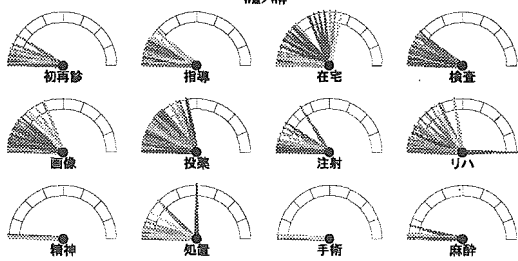 初再診 指導 在宅 検査
画像 投薬 注射 リハ
精神 処置 手術 麻酔